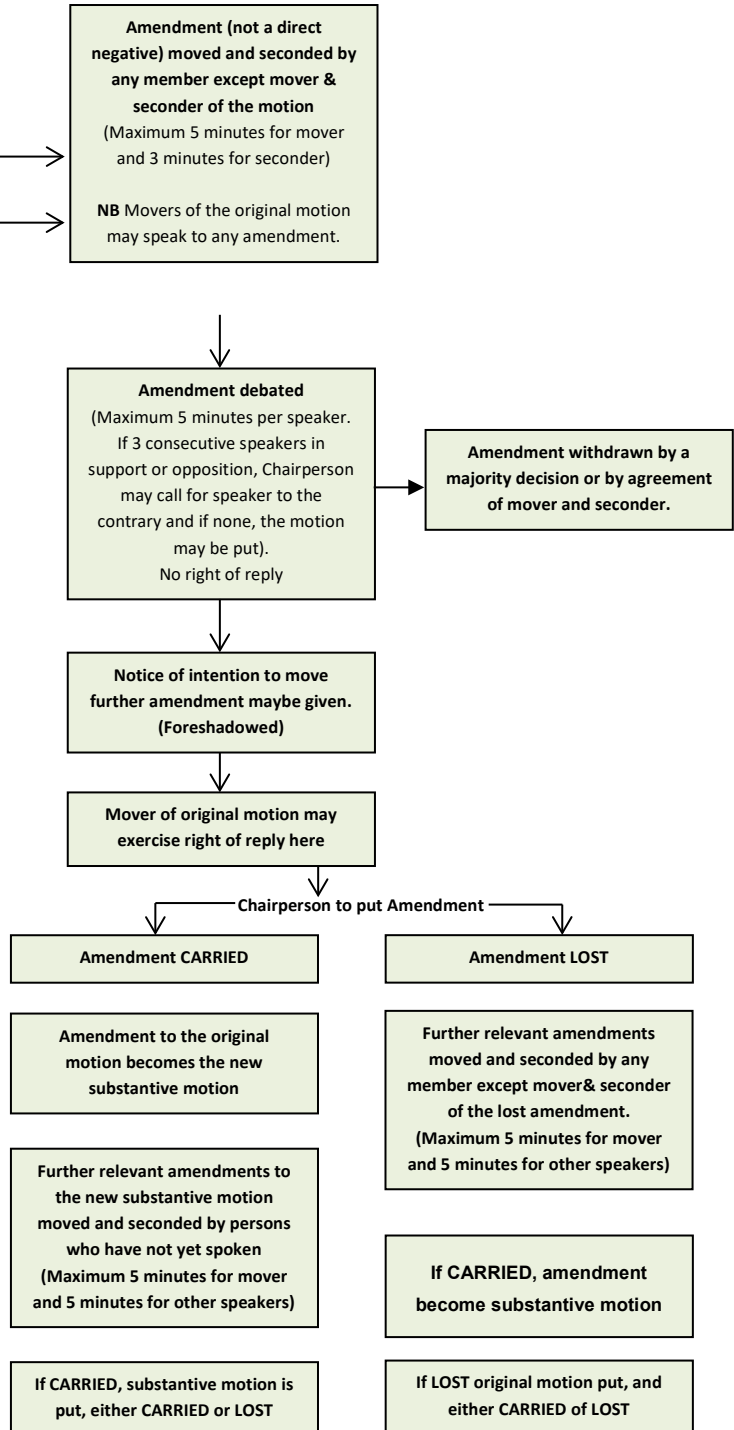 Amendment (not a direct
negative) moved and seconded by
any member except mover &
seconder of the motion
(Maximum 5 minutes for mover
and 3 minutes for seconder)
NB Movers of the original motion
may speak to any amendment.
Amendment debated
(Maximum 5 minutes per speaker.
If 3 consecutive speakers in
support or opposition, Chairperson
may call for speaker to the
contrary and if none, the motion
may be put).
No right of reply
Amendment withdrawn by a
majority decision or by agreement
of mover and seconder.
Notice of intention to move
further amendment maybe given.
(Foreshadowed)
Mover of original motion may
exercise right of reply here
Chairperson to put Amendment
Amendment CARRIED
Amendment to the original
motion becomes the new
substantive motion
Further relevant amendments to
the new substantive motion
moved and seconded by persons
who have not yet spoken
(Maximum 5 minutes for mover
and 5 minutes for other speakers)
If CARRIED, substantive motion is
put, either CARRIED or LOST
Amendment LOST
Further relevant amendments
moved and seconded by any
member except mover& seconder
of the lost amendment.
(Maximum 5 minutes for mover
and 5 minutes for other speakers)
If CARRIED, amendment
become substantive motion
If LOST original motion put, and
either CARRIED of LOST